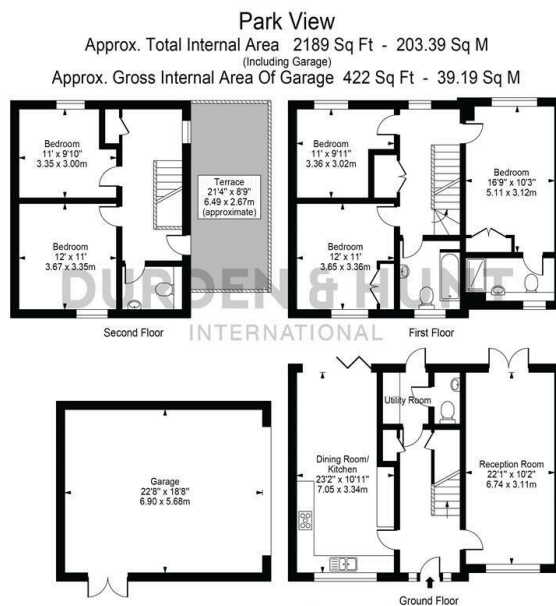 Park View
Approx. Total Internal Area 2189 Sq Ft - 203.39 Sq M
(Including Garage)
Approx. Gross Internal Area Of Garage 422 Sq Ft - 39.19 Sq M
Bedroom
11' x 9'10"
3.35 x 3.00m
Terrace
21'4" x 8'9"
6.49 x 2.67m
(approximate)
Bedroom
12' x 11'
3.67 x 3.35m
Second Floor
Bedroom
11' x 9'11"
3.36 x 3.02m
Bedroom
16'9" x 10'3"
5.11 x 3.12m
Bedroom
12' x 11'
3.65 x 3.36m
First Floor
DURDEN & HUNT
INTERNATIONAL
Garage
22'8" x 18'8"
6.90 x 5.68m
Utility Room
Dining Room/
Kitchen
23'2" x 10'11"
7.05 x 3.34m
Reception Room
22'1" x 10'2"
6.74 x 3.11m
Ground Floor